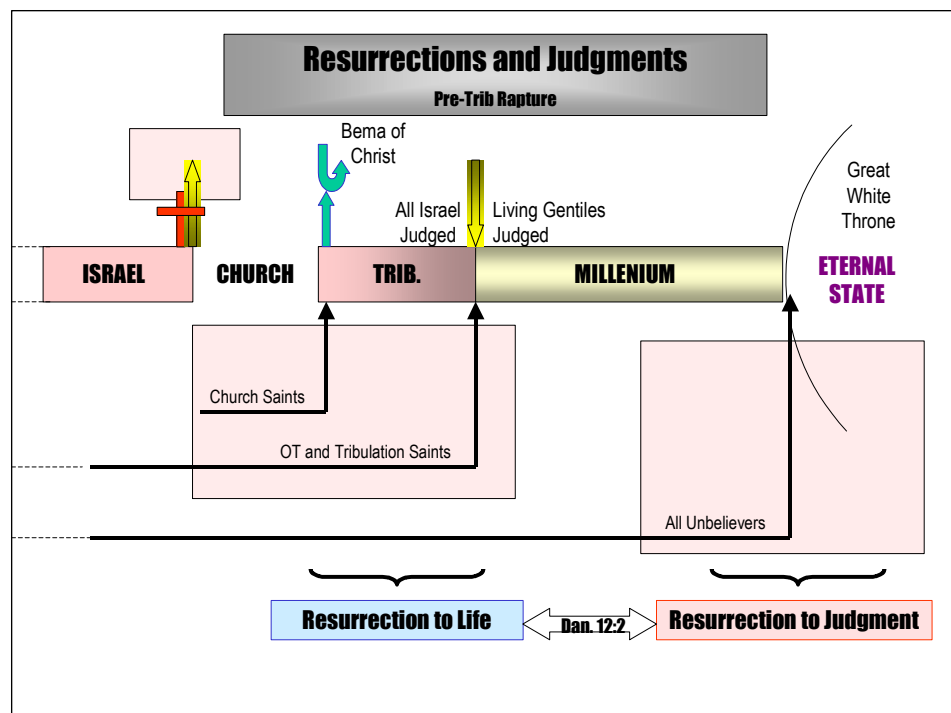 Resurrections and Judgments
Pre-Trib Rapture
Bema of
Christ
All Israel
Judged
Living Gentiles
Judged
Great
White
Throne
ISRAEL
CHURCH
TRIB.
MILLENIUM
ETERNAL
STATE
Church Saints
OT and Tribulation Saints
All Unbelievers
Resurrection to Life
Dan. 12:2
Resurrection to Judgment